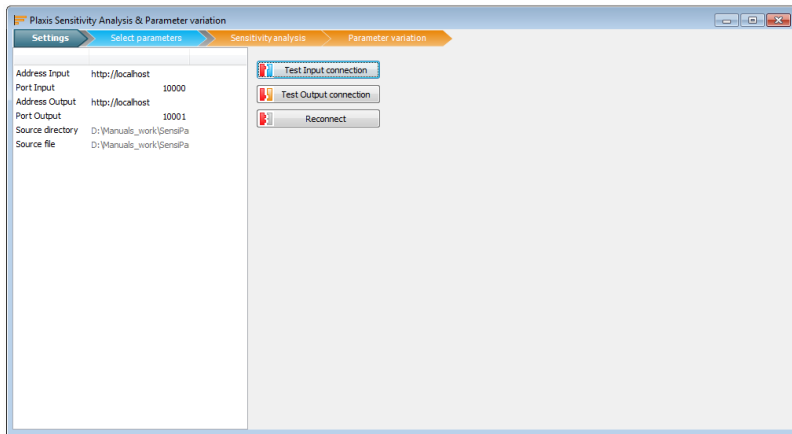 Plaxis Sensitivity Analysis & Parameter variation
Settings Select parameters Sensitivity analysis Parameter variation
Address Input http://localhost
Port Input 10000
Address Output http://localhost
Port Output 10001
Source directory D:\Manuals_work\SensiPa
Source file D:\Manuals_work\SensiPa
Test Input connection
Test Output connection
Reconnect